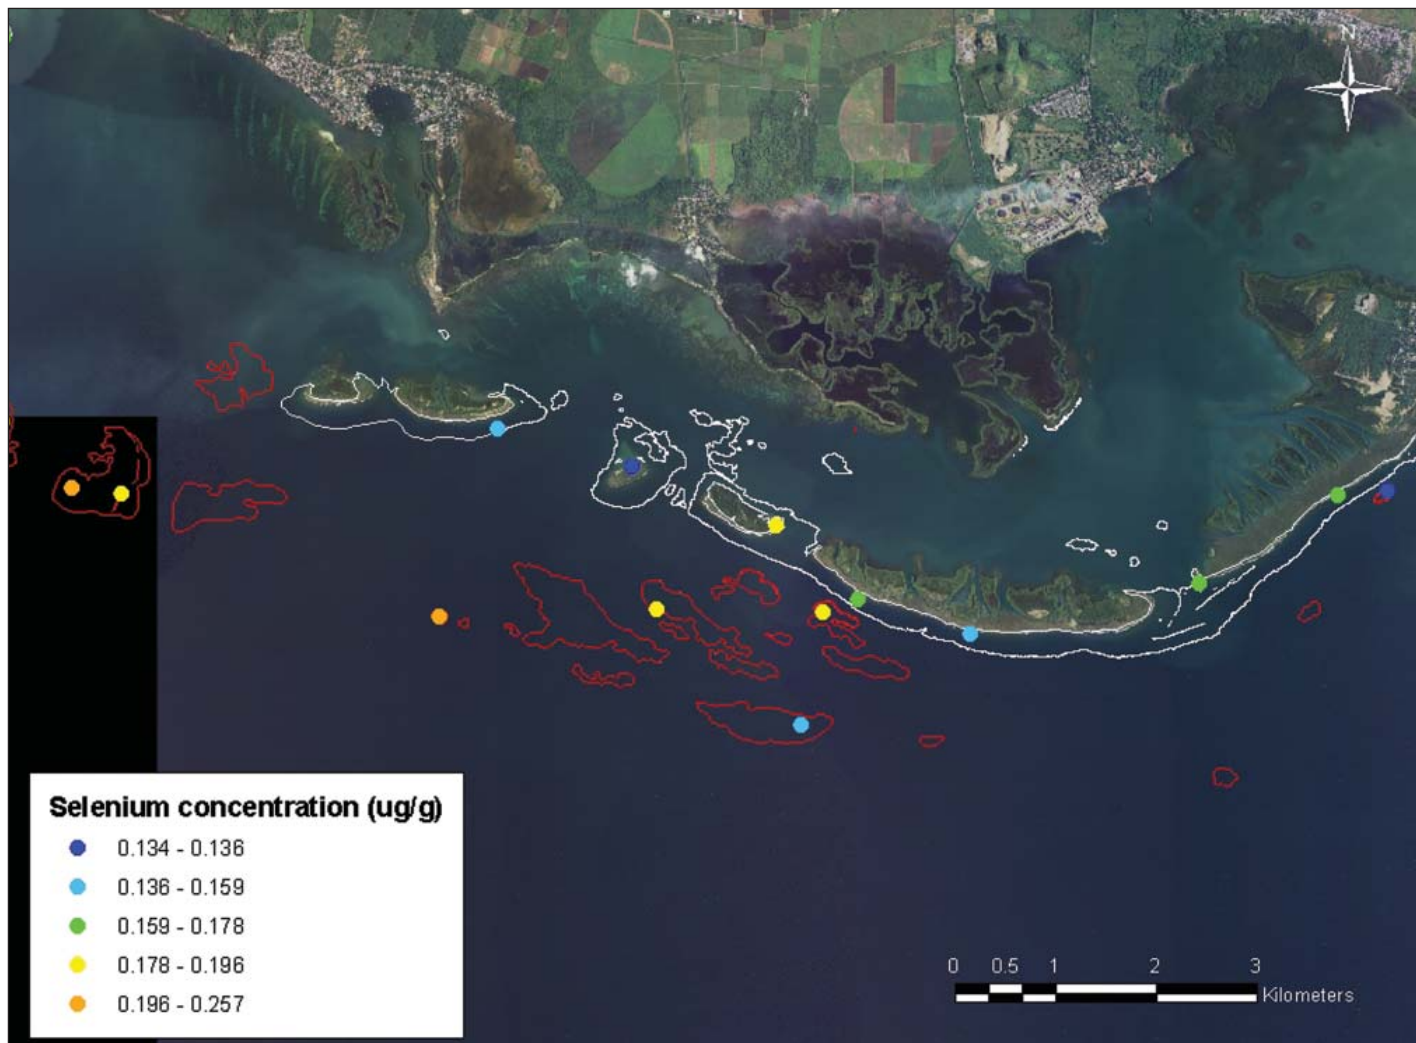 N
Selenium concentration (ug/g)
0.134 - 0.136
0.136 - 0.159
0.159 - 0.178
0.178 - 0.196
0.196 - 0.257
0 0.5 1 2 3
Kilometers